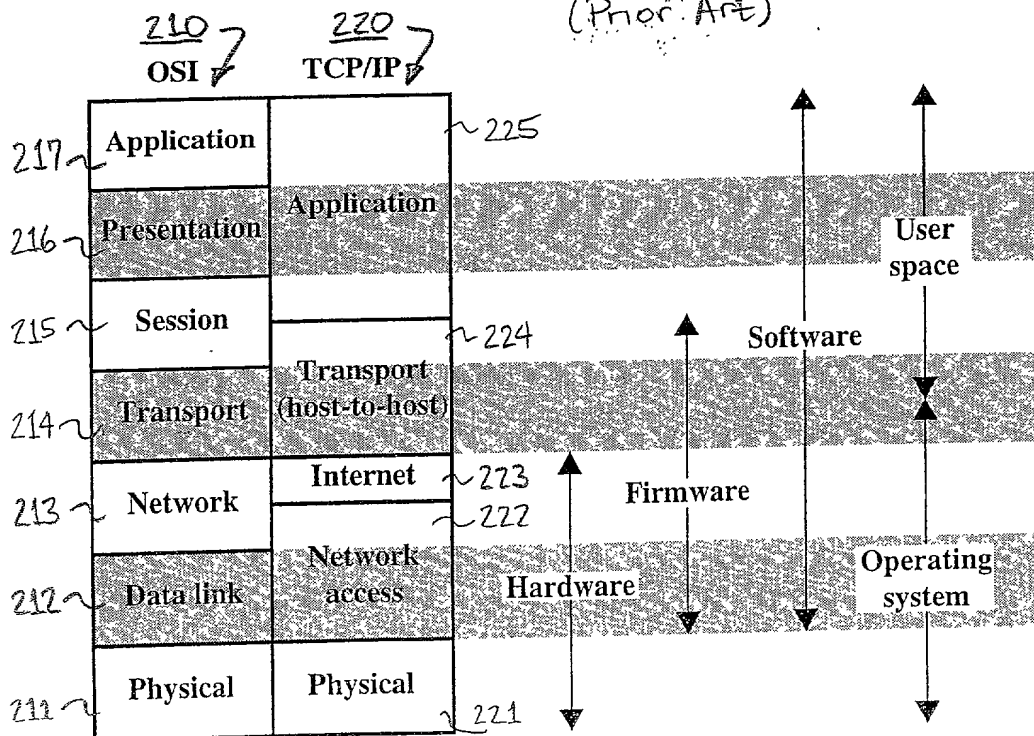 (Prior Art)
210 220
OSI TCP/IP
217 Application 225
216 Presentation Application User
space
215 Session 224 Software
214 Transport Transport
(host-to-host)
213 Network Internet 223 Firmware
222
212 Data link Network
access Hardware Operating
system
211 Physical Physical 221